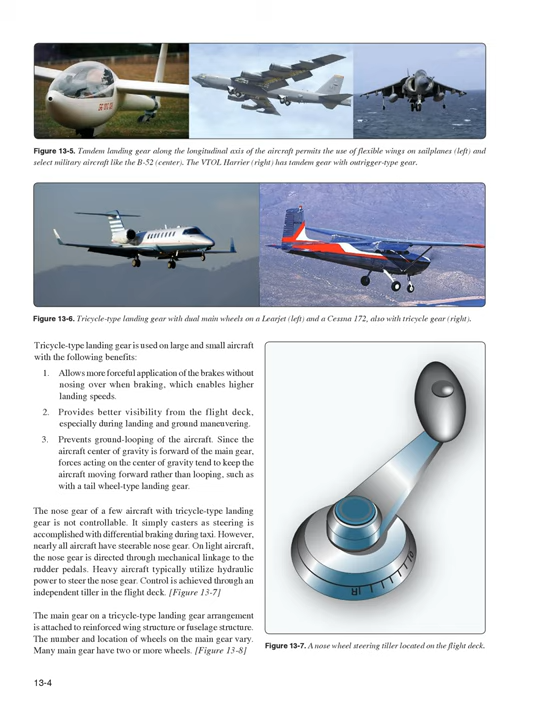 Figure 13-5. Tandem landing gear along the longitudinal axis of the aircraft permits the use of flexible wings on sailplanes (left) and
select military aircraft like the B-52 (center). The VTOL Harrier (right) has tandem gear with outrigger-type gear.
Figure 13-6. Tricycle-type landing gear with dual main wheels on a Learjet (left) and a Cessna 172, also with tricycle gear (right).
Tricycle-type landing gear is used on large and small aircraft
with the following benefits:
1. Allows more forceful application of the brakes without
nosing over when braking, which enables higher
landing speeds.
2. Provides better visibility from the flight deck,
especially during landing and ground maneuvering.
3. Prevents ground-looping of the aircraft. Since the
aircraft center of gravity is forward of the main gear,
forces acting on the center of gravity tend to keep the
aircraft moving forward rather than looping, such as
with a tail wheel-type landing gear.
The nose gear of a few aircraft with tricycle-type landing
gear is not controllable. It simply casters as steering is
accomplished with differential braking during taxi. However,
nearly all aircraft have steerable nose gear. On light aircraft,
the nose gear is directed through mechanical linkage to the
rudder pedals. Heavy aircraft typically utilize hydraulic
power to steer the nose gear. Control is achieved through an
independent tiller in the flight deck. [Figure 13-7]
The main gear on a tricycle-type landing gear arrangement
is attached to reinforced wing structure or fuselage structure.
The number and location of wheels on the main gear vary.
Many main gear have two or more wheels. [Figure 13-8]
Figure 13-7. A nose wheel steering tiller located on the flight deck.
13-4